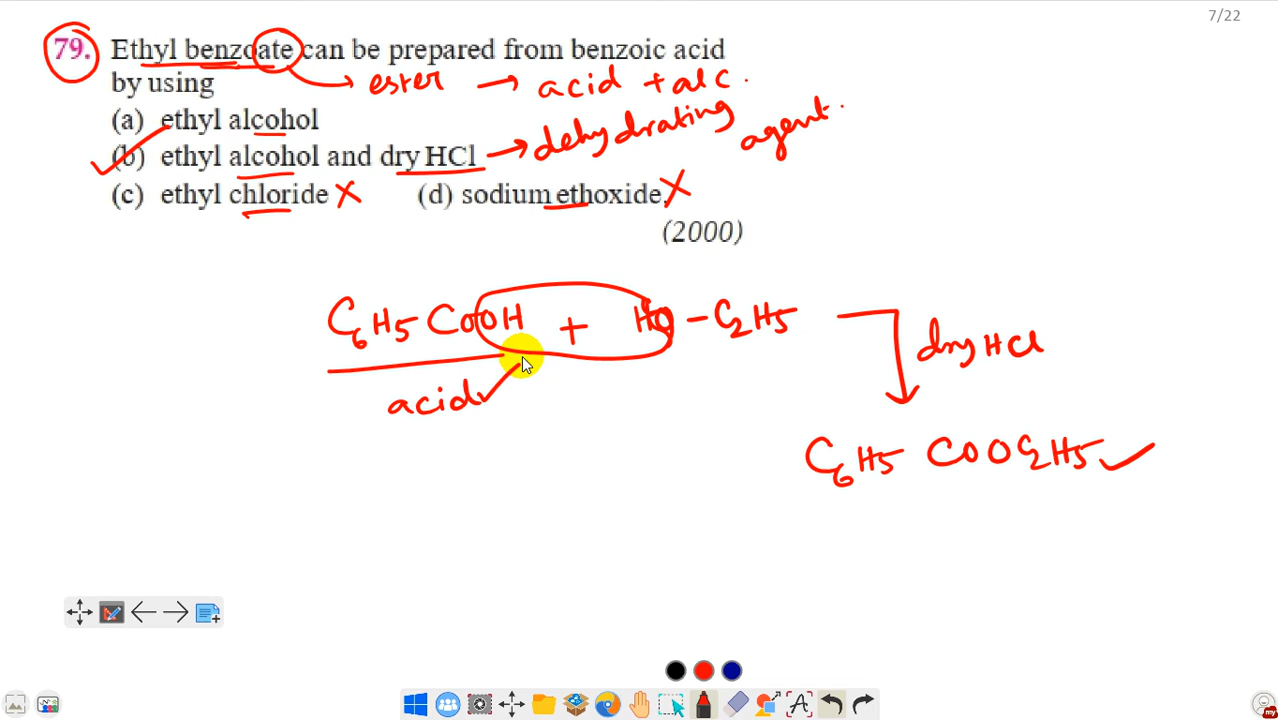 7/22
79. Ethyl benzoate can be prepared from benzoic acid
by using
→ ester → acid + alc.
(a) ethyl alcohol
(b) ethyl alcohol and dry HCl → dehydrating agent.
(c) ethyl chloride X (d) sodium ethoxide. X
(2000)
C6H5COOH + HO-C2H5
dry HCl
acid
C6H5COOC2H5
A
my